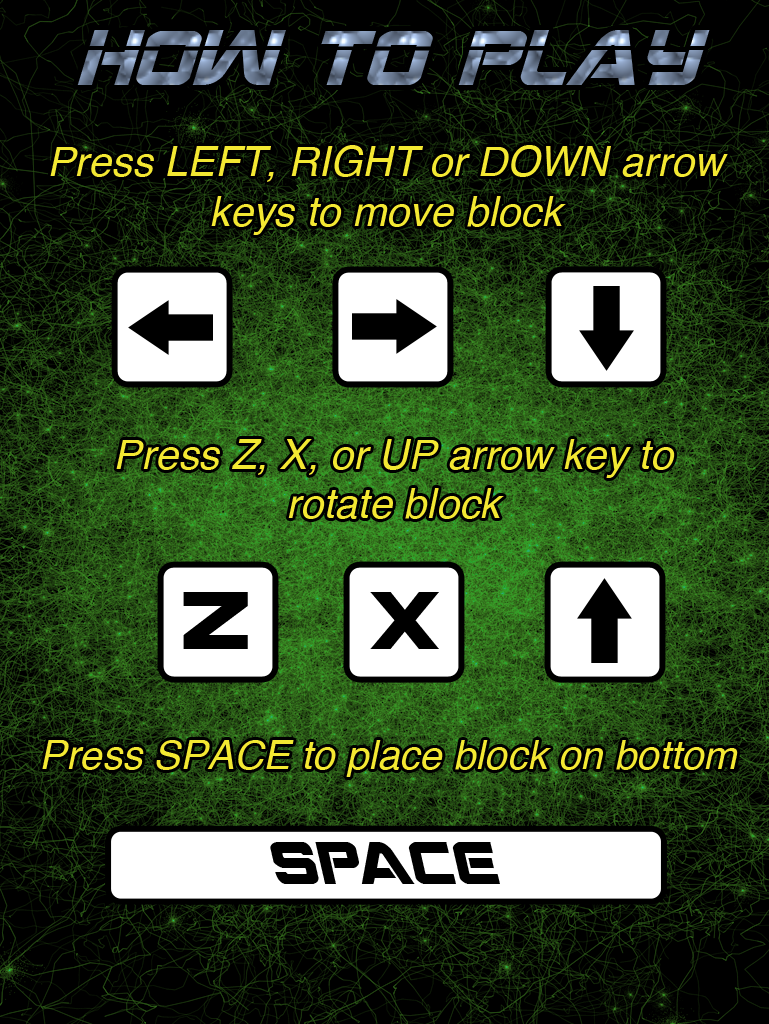 HOW TO PLAY
Press LEFT, RIGHT or DOWN arrow
keys to move block
Press Z, X, or UP arrow key to
rotate block
Z X
Press SPACE to place block on bottom
SPACE